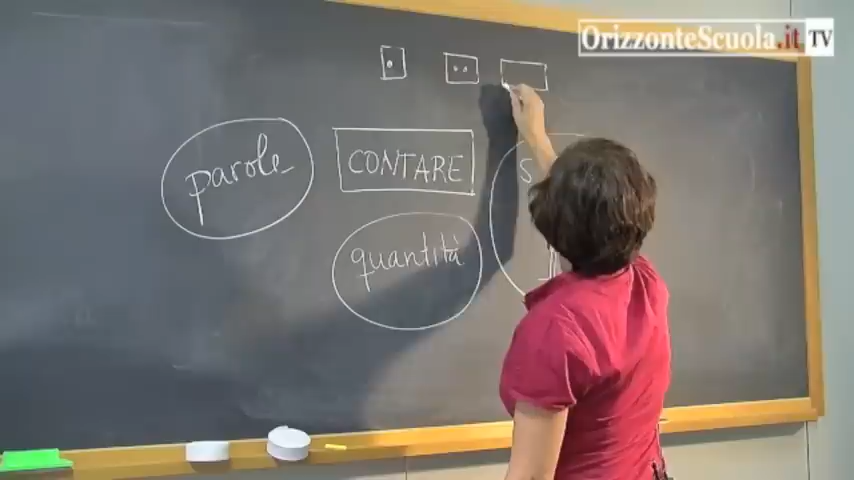 OrizzonteScuola.it TV
parole
CONTARE
quantità
S